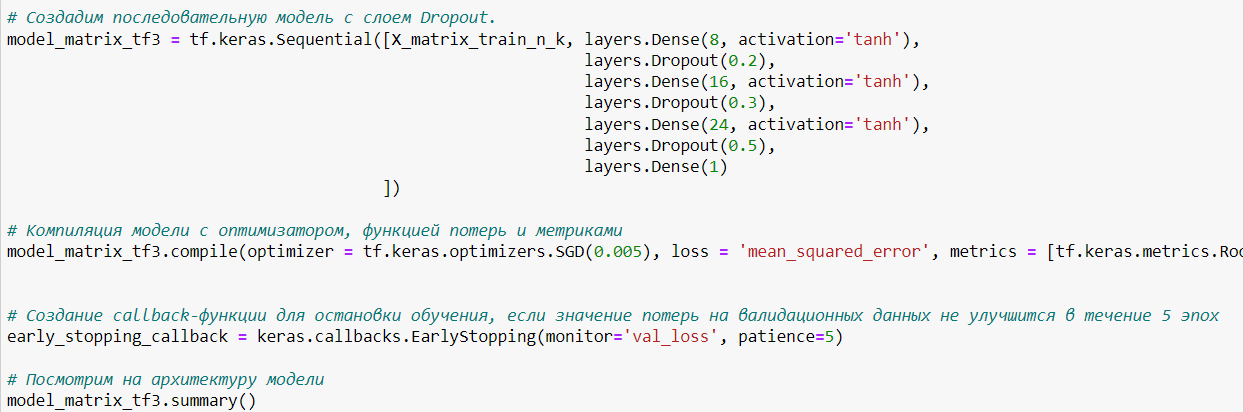 # Создадим последовательную модель с слоем Dropout.
model_matrix_tf3 = tf.keras.Sequential([X_matrix_train_n_k, layers.Dense(8, activation='tanh'),
layers.Dropout(0.2),
layers.Dense(16, activation='tanh'),
layers.Dropout(0.3),
layers.Dense(24, activation='tanh'),
layers.Dropout(0.5),
layers.Dense(1)
])
# Компиляция модели с оптимизатором, функцией потерь и метриками
model_matrix_tf3.compile(optimizer = tf.keras.optimizers.SGD(0.005), loss = 'mean_squared_error', metrics = [tf.keras.metrics.Roo
# Создание callback-функции для остановки обучения, если значение потерь на валидационных данных не улучшится в течение 5 эпох
early_stopping_callback = keras.callbacks.EarlyStopping(monitor='val_loss', patience=5)
# Посмотрим на архитектуру модели
model_matrix_tf3.summary()